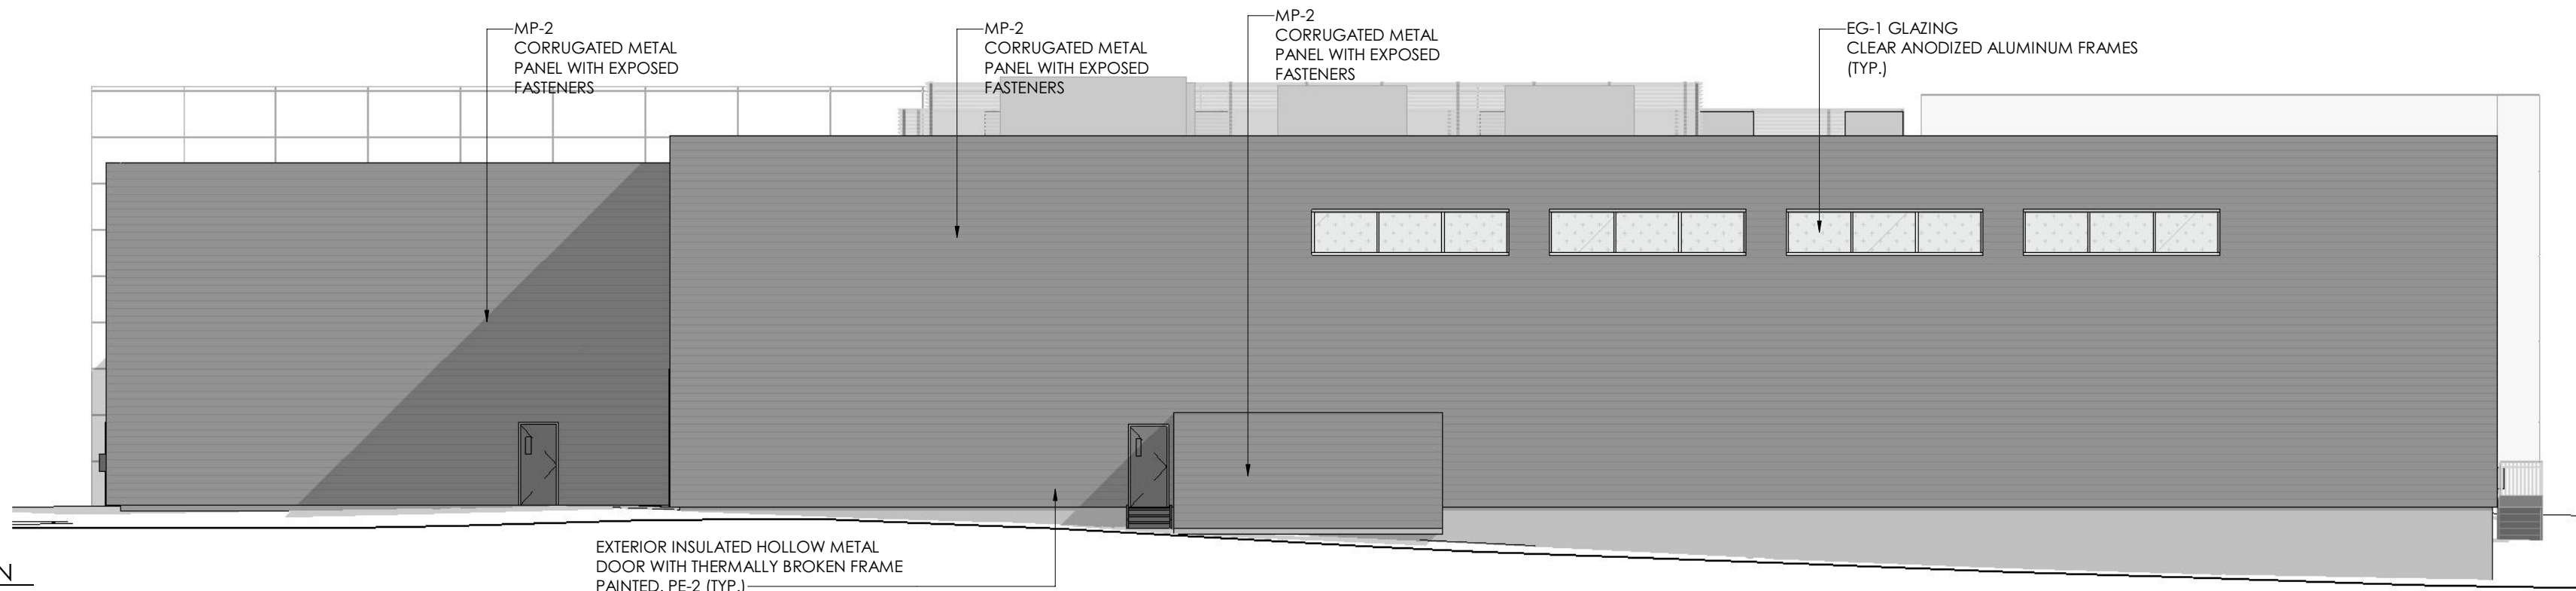 MP-2
CORRUGATED METAL
PANEL WITH EXPOSED
FASTENERS
MP-2
CORRUGATED METAL
PANEL WITH EXPOSED
FASTENERS
MP-2
CORRUGATED METAL
PANEL WITH EXPOSED
FASTENERS
EG-1 GLAZING
CLEAR ANODIZED ALUMINUM FRAMES
(TYP.)
EXTERIOR INSULATED HOLLOW METAL
DOOR WITH THERMALLY BROKEN FRAME
PAINTED, PE-2 (TYP.)
N